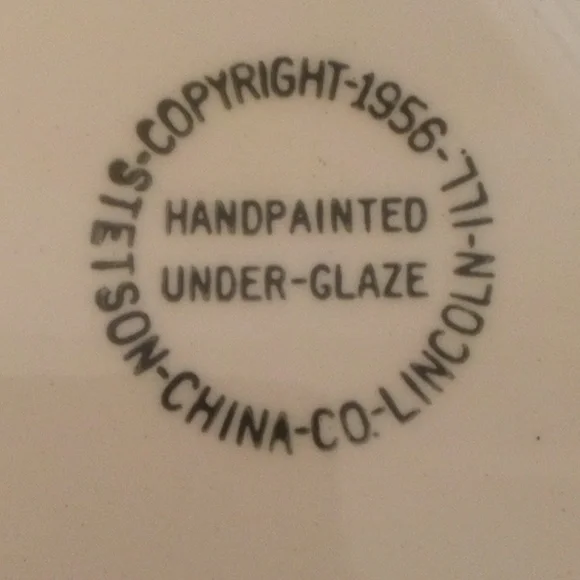 COPYRIGHT-1956-
STETSON-CHINA-CO.-LINCOLN-ILL.
HANDPAINTED
UNDER-GLAZE